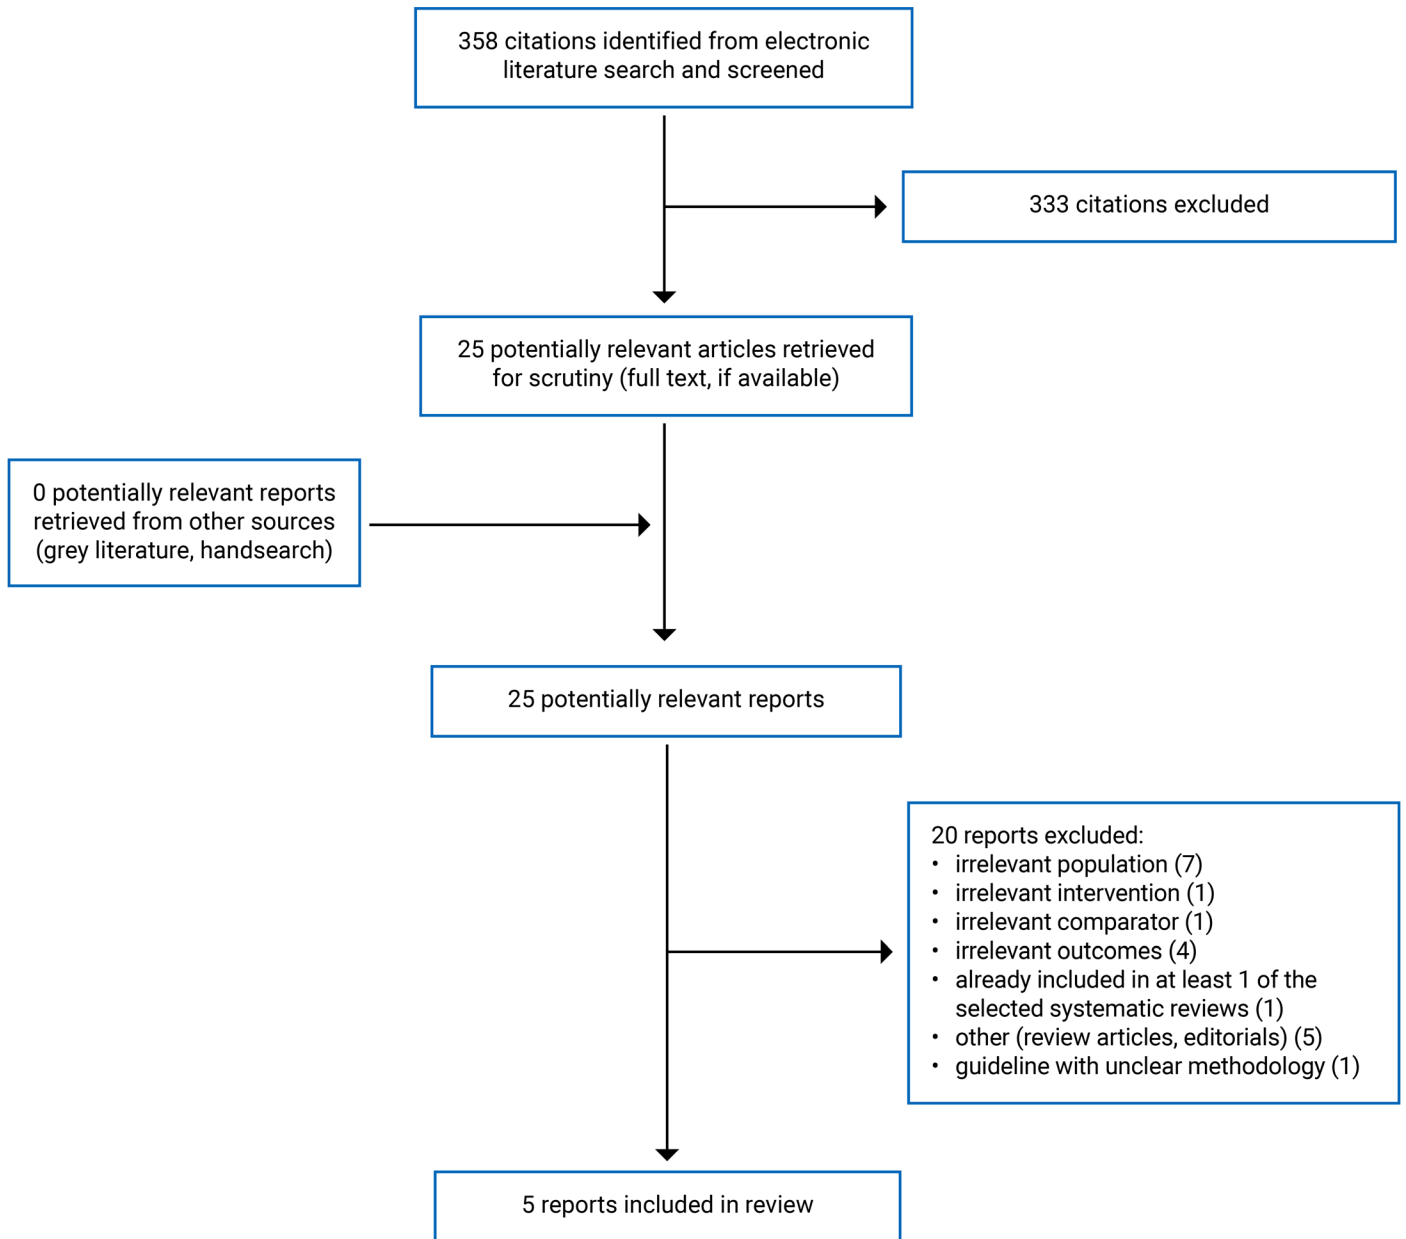 358 citations identified from electronic
literature search and screened
333 citations excluded
25 potentially relevant articles retrieved
for scrutiny (full text, if available)
0 potentially relevant reports
retrieved from other sources
(grey literature, handsearch)
25 potentially relevant reports
20 reports excluded:
• irrelevant population (7)
• irrelevant intervention (1)
• irrelevant comparator (1)
• irrelevant outcomes (4)
• already included in at least 1 of the
selected systematic reviews (1)
• other (review articles, editorials) (5)
• guideline with unclear methodology (1)
5 reports included in review